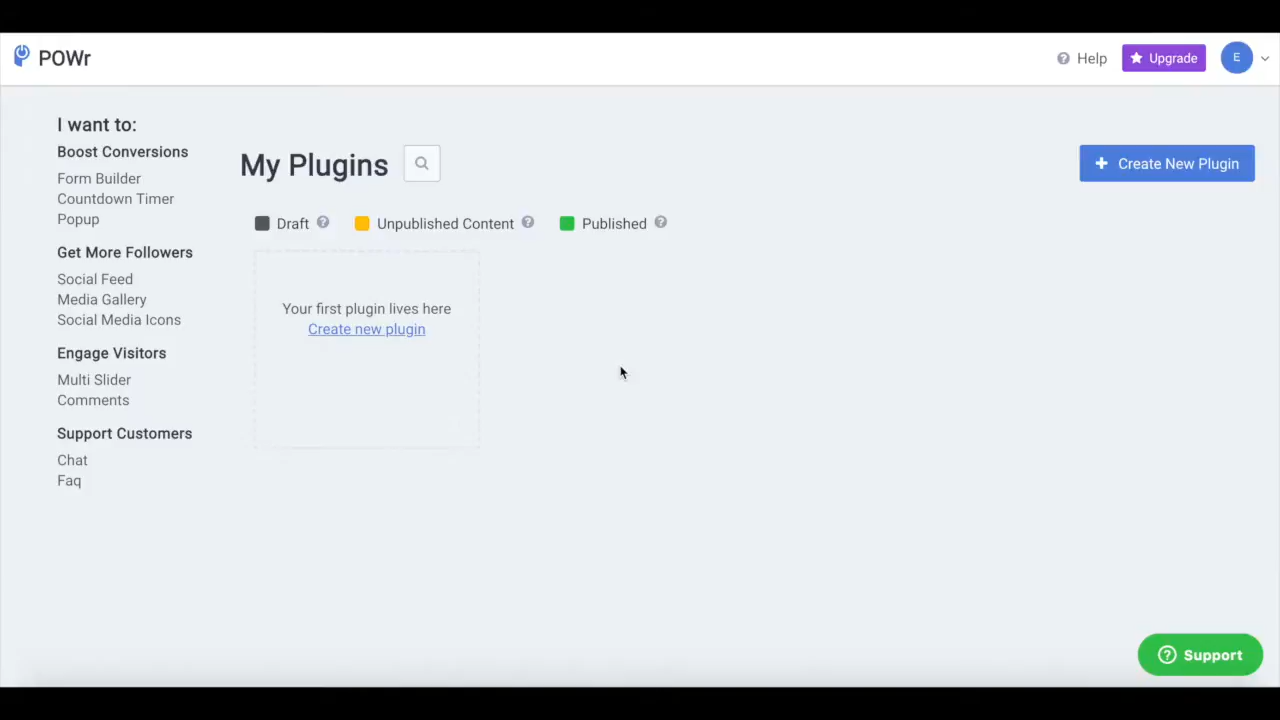 POWr
Help
Upgrade
E
I want to:
Boost Conversions
Form Builder
Countdown Timer
Popup
Get More Followers
Social Feed
Media Gallery
Social Media Icons
Engage Visitors
Multi Slider
Comments
Support Customers
Chat
Faq
My Plugins
Create New Plugin
Draft
Unpublished Content
Published
Your first plugin lives here
Create new plugin
Support